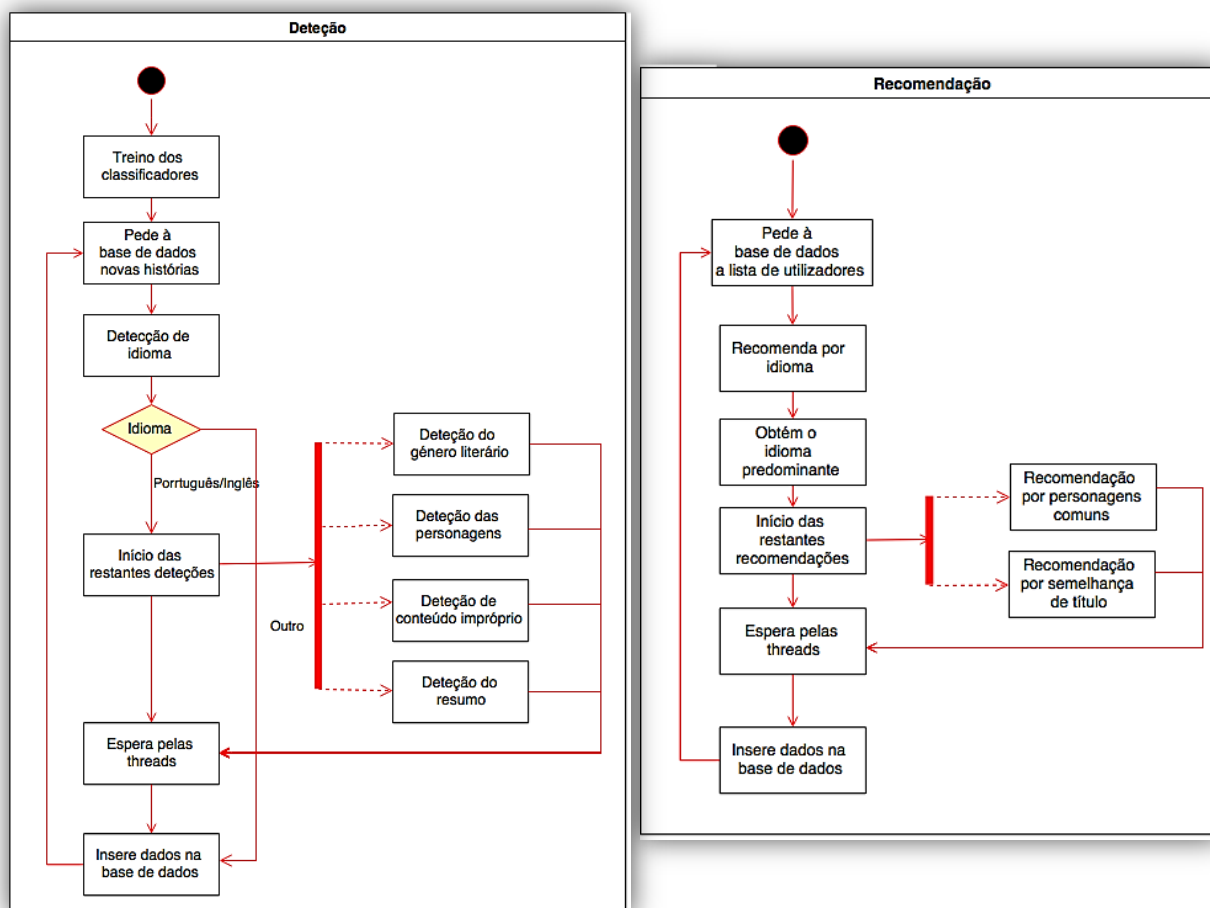 Deteção
Treino dos
classificadores
Pede à
base de dados
novas histórias
Detecção de
idioma
Idioma
Porrtuguês/Inglês
Início das
restantes deteções
Outro
Deteção do
género literário
Deteção das
personagens
Deteção de
conteúdo impróprio
Deteção do
resumo
Espera pelas
threads
Insere dados na
base de dados
Recomendação
Pede à
base de dados
a lista de utilizadores
Recomenda por
idioma
Obtém o
idioma
predominante
Início das
restantes
recomendações
Recomendação
por personagens
comuns
Recomendação
por semelhança
de título
Espera pelas
threads
Insere dados na
base de dados